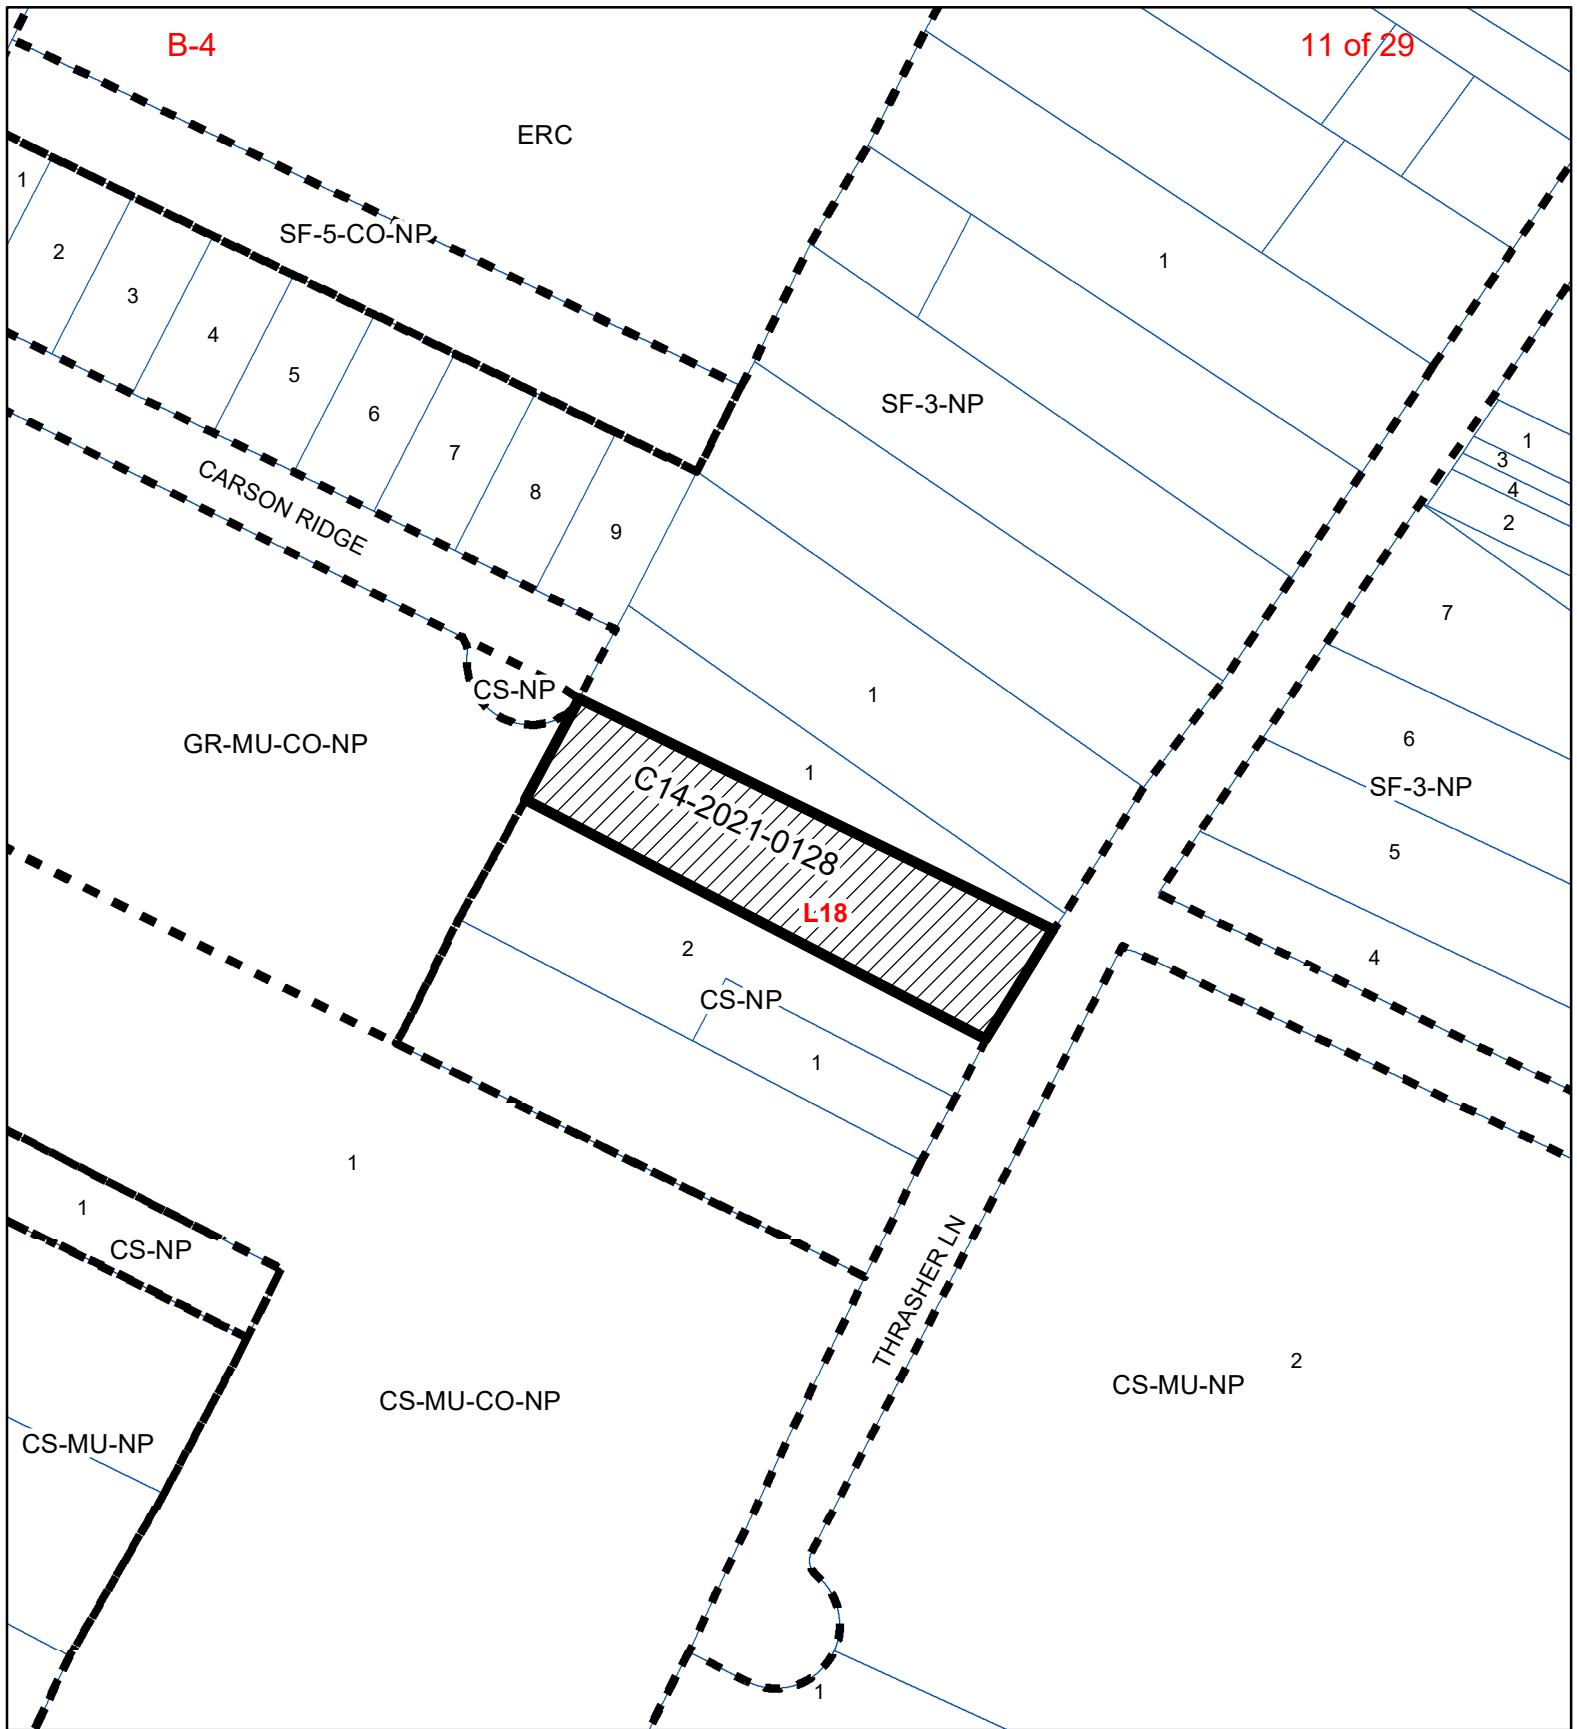 B-4
11 of 29
ERC
1
SF-5-CO-NP
2
1
3
4
5
SF-3-NP
6
1
7
3
4
8
2
9
CARSON RIDGE
7
CS-NP
1
6
GR-MU-CO-NP
1
SF-3-NP
C14-2021-0128
5
L18
2
4
CS-NP
1
1
1
CS-NP
THRASHER LN
2
CS-MU-CO-NP
CS-MU-NP
CS-MU-NP
1